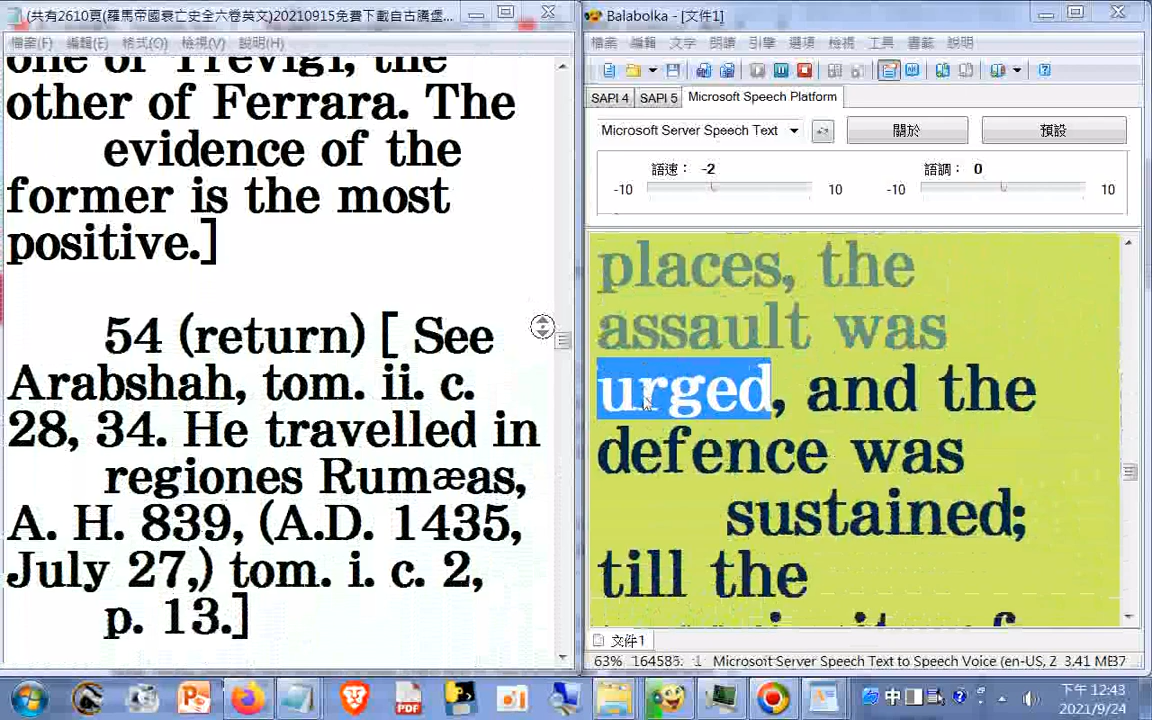 (共有2610頁(羅馬帝國衰亡史全六卷英文)20210915免費下載自古騰堡...
檔案(F) 編輯(E) 格式(O) 檢視(V) 說明(H)
one of Trevigi, the
other of Ferrara. The
evidence of the
former is the most
positive.]
54 (return) [ See
Arabshah, tom. ii. c.
28, 34. He travelled in
regiones Rumæas,
A. H. 839, (A.D. 1435,
July 27,) tom. i. c. 2,
p. 13.]
Balabolka - [文件1]
檔案 編輯 文字 朗讀 引擎 選項 檢視 工具 書籤 說明
SAPI 4 SAPI 5 Microsoft Speech Platform
Microsoft Server Speech Text 關於 預設
語速: -2 語調: 0
-10 10 -10 10
places, the
assault was
urged, and the
defence was
sustained;
till the
文件1
63% 164585: 1 Microsoft Server Speech Text to Speech Voice (en-US, Z 3,41 MB
中
下午 12:43
2021/9/24